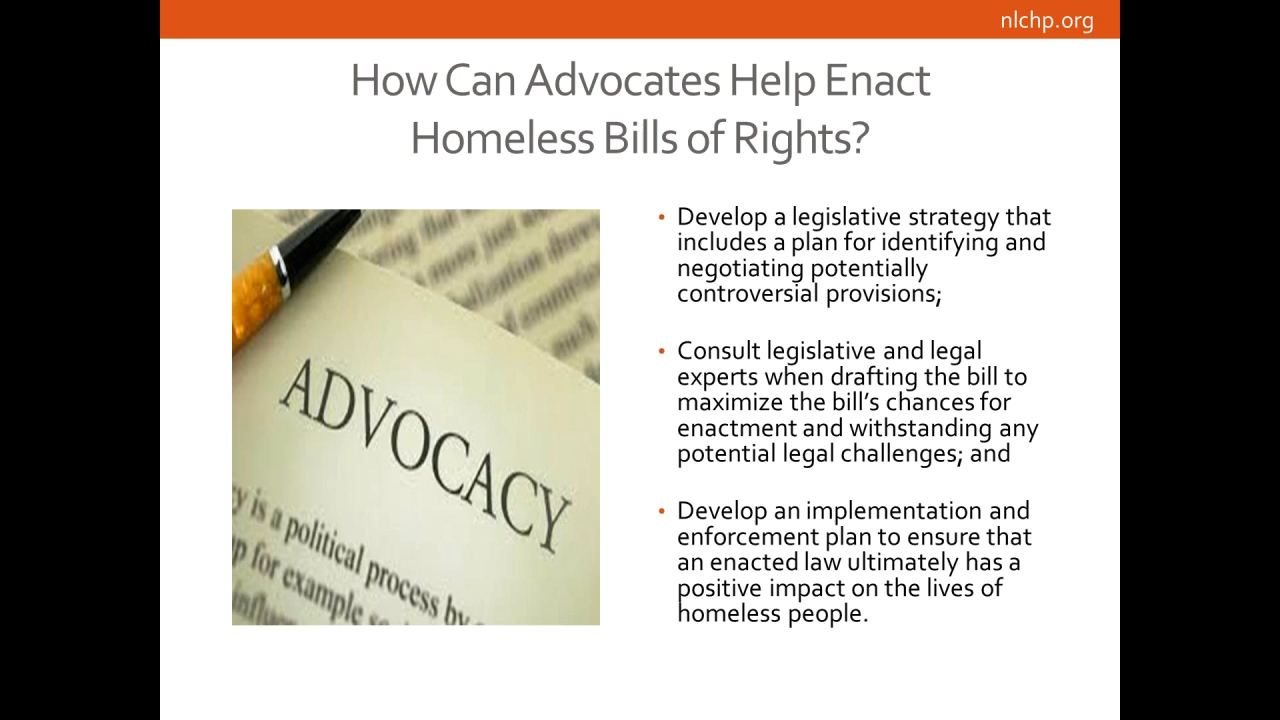 nlchp.org
How Can Advocates Help Enact
Homeless Bills of Rights?
ADVOCACY
is a political process by
for example
• Develop a legislative strategy that
includes a plan for identifying and
negotiating potentially
controversial provisions;
• Consult legislative and legal
experts when drafting the bill to
maximize the bill’s chances for
enactment and withstanding any
potential legal challenges; and
• Develop an implementation and
enforcement plan to ensure that
an enacted law ultimately has a
positive impact on the lives of
homeless people.